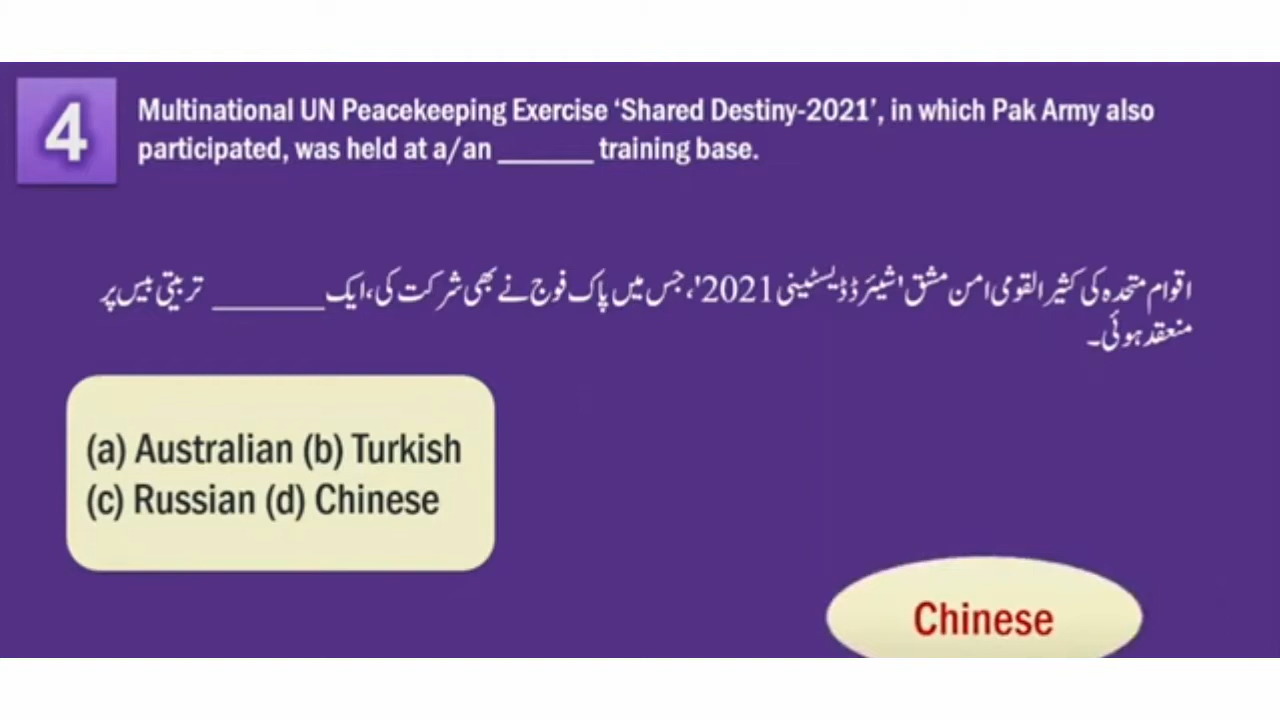 4
Multinational UN Peacekeeping Exercise ‘Shared Destiny-2021’, in which Pak Army also
participated, was held at a/an _______ training base.
اقوام متحدہ کی کثیر القومی امن مشق 'شیئرڈ ڈیسٹینی 2021'، جس میں پاک فوج نے بھی شرکت کی، ایک _______ تربیتی بیس پر
منعقد ہوئی۔
(a) Australian (b) Turkish
(c) Russian (d) Chinese
Chinese